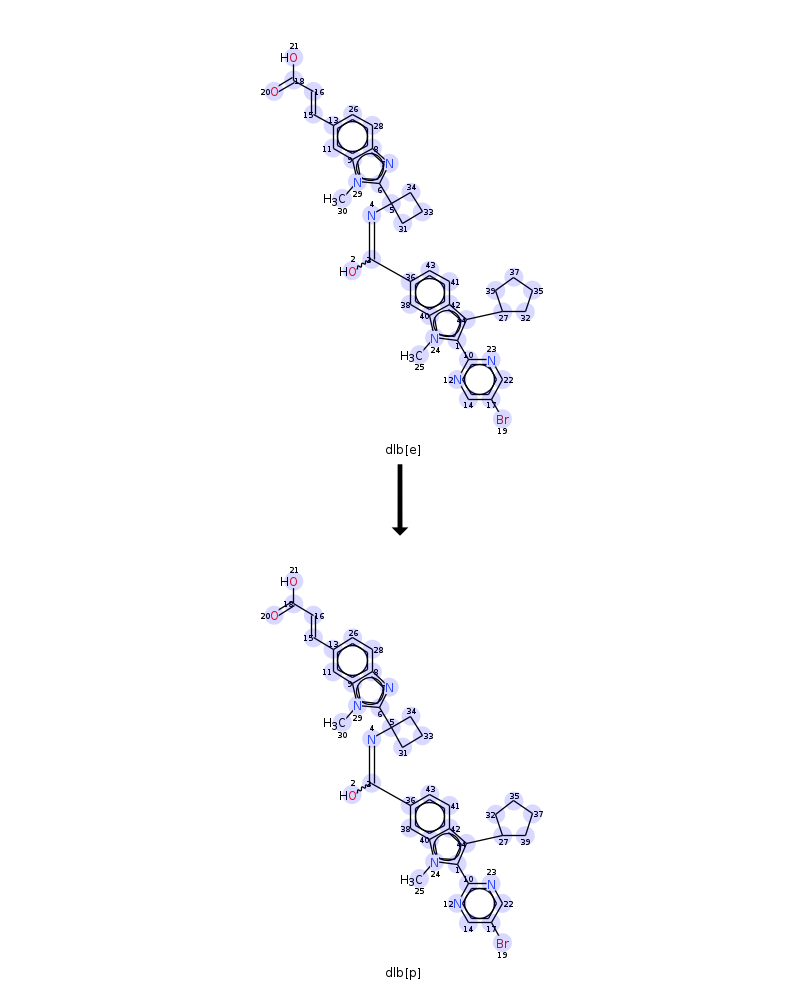 21
HO
18
20 O 16
26
15 13
28
11 8
9 N
N 6 34
29
H3C 4 5 33
30 N 31
2 3 43 37
HO 36 41 39 35
38 42
40 44 27 32
N 1
24 23
H3C 10 N
25 12 N 22
14 17
Br
19
dlb[e]
21
HO
18
20 O 16
26
15 13
28
11 8
9 N
N 6 34
29
H3C 4 5 33
30 N 31
2 3 43 35
HO 36 41 32 37
38 42
40 44 27 39
N 1
24 23
H3C 10 N
25 12 N 22
14 17
Br
19
dlb[p]